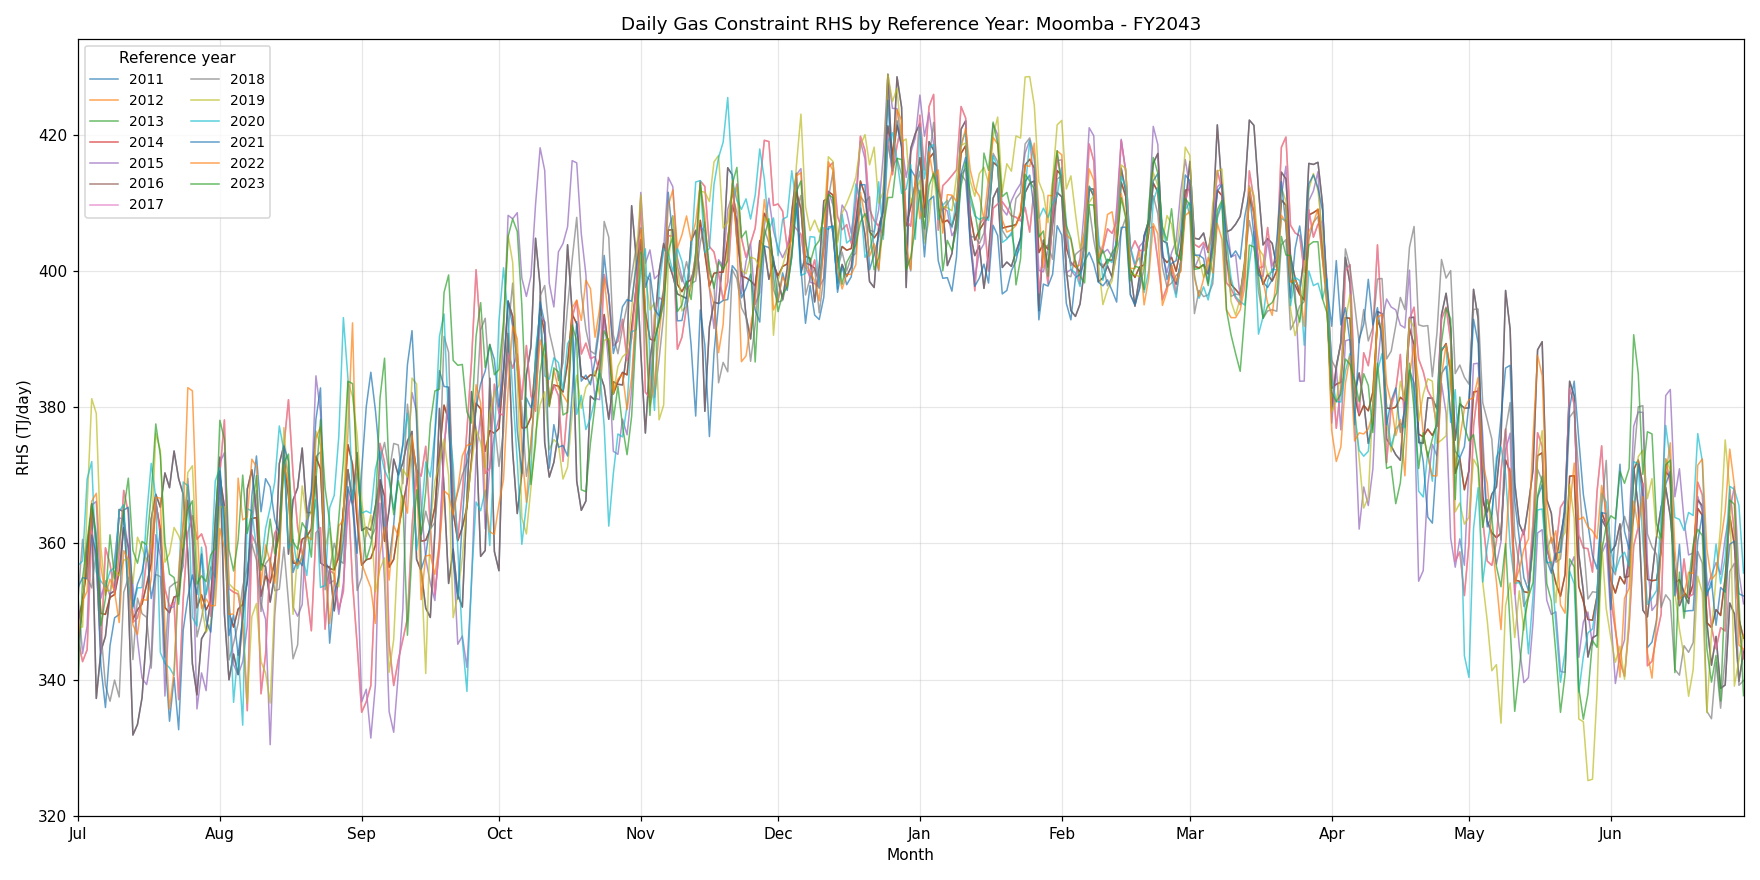 Daily Gas Constraint RHS by Reference Year: Moomba - FY2043
Reference year
2011 2018
2012 2019
2013 2020
2014 2021
2015 2022
2016 2023
2017
RHS (TJ/day)
420
400
380
360
340
320
Jul Aug Sep Oct Nov Dec Jan Feb Mar Apr May Jun
Month